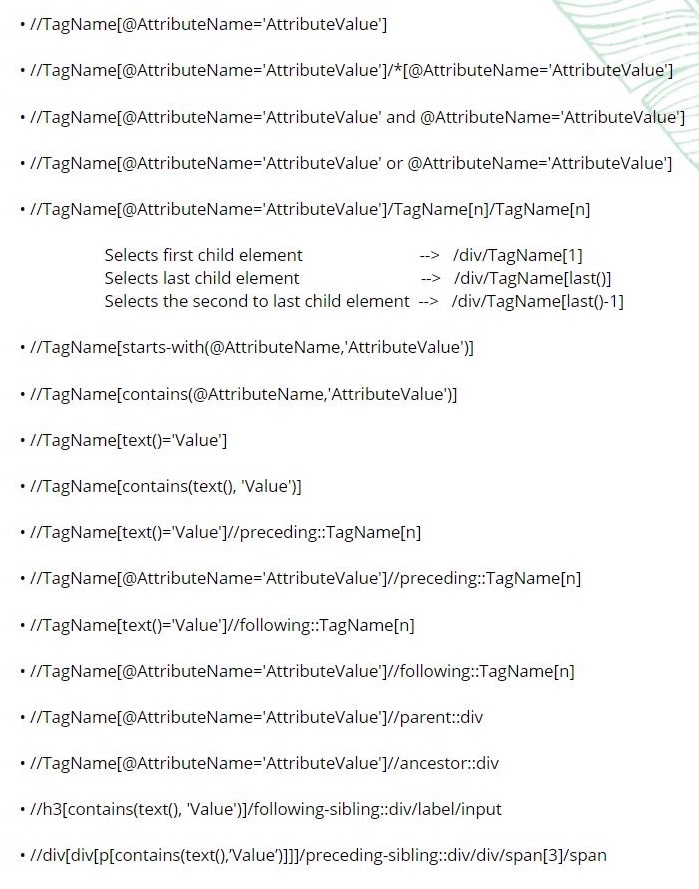 • //TagName[@AttributeName='AttributeValue']
• //TagName[@AttributeName='AttributeValue']/*[@AttributeName='AttributeValue']
• //TagName[@AttributeName='AttributeValue' and @AttributeName='AttributeValue']
• //TagName[@AttributeName='AttributeValue' or @AttributeName='AttributeValue']
• //TagName[@AttributeName='AttributeValue']/TagName[n]/TagName[n]
Selects first child element --> /div/TagName[1]
Selects last child element --> /div/TagName[last()]
Selects the second to last child element --> /div/TagName[last()-1]
• //TagName[starts-with(@AttributeName,'AttributeValue')]
• //TagName[contains(@AttributeName,'AttributeValue')]
• //TagName[text()='Value']
• //TagName[contains(text(), 'Value')]
• //TagName[text()='Value']//preceding::TagName[n]
• //TagName[@AttributeName='AttributeValue']//preceding::TagName[n]
• //TagName[text()='Value']//following::TagName[n]
• //TagName[@AttributeName='AttributeValue']//following::TagName[n]
• //TagName[@AttributeName='AttributeValue']//parent::div
• //TagName[@AttributeName='AttributeValue']//ancestor::div
• //h3[contains(text(), 'Value')]/following-sibling::div/label/input
• //div[div[p[contains(text(),’Value’)]]]/preceding-sibling::div/div/span[3]/span